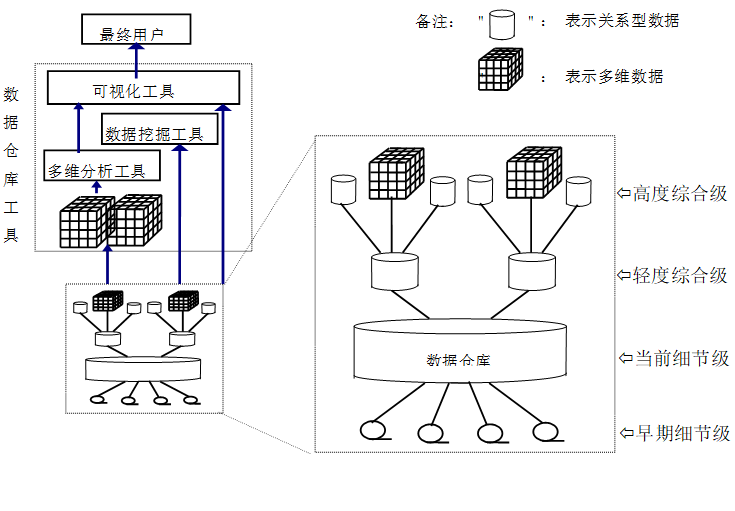 备注： " " ： 表示关系型数据
： 表示多维数据
最终用户
可视化工具
数据挖掘工具
多维分析工具
数据仓库工具
⇦高度综合级
⇦轻度综合级
数据仓库
⇦当前细节级
⇦早期细节级